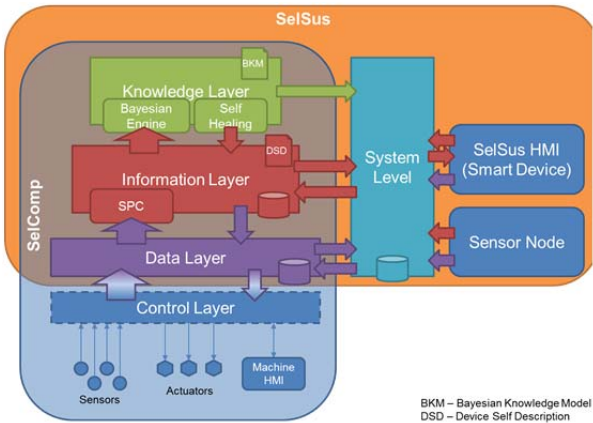 SelSus
SelComp
BKM
Knowledge Layer
Bayesian
Engine
Self
Healing
DSD
Information Layer
SPC
System
Level
SelSus HMI
(Smart Device)
Data Layer
Sensor Node
Control Layer
Sensors
Actuators
Machine
HMI
BKM – Bayesian Knowledge Model
DSD – Device Self Description